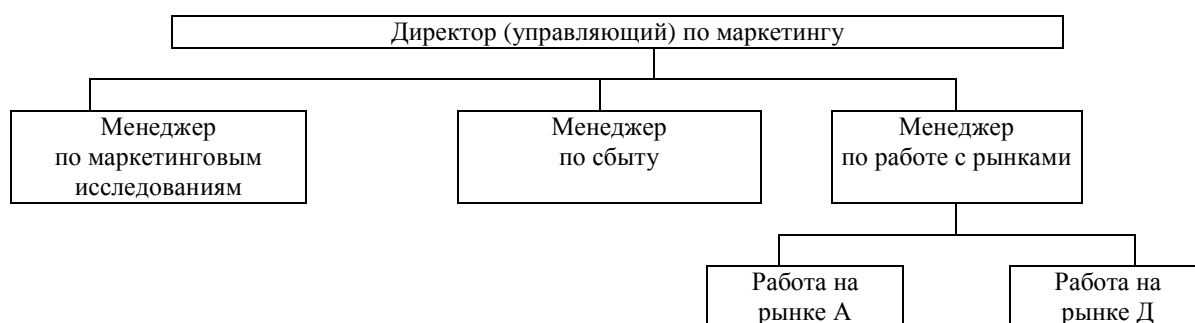 Директор (управляющий) по маркетингу
Менеджер
по маркетинговым
исследованиям
Менеджер
по сбыту
Менеджер
по работе с рынками
Работа на
рынке А
Работа на
рынке Д